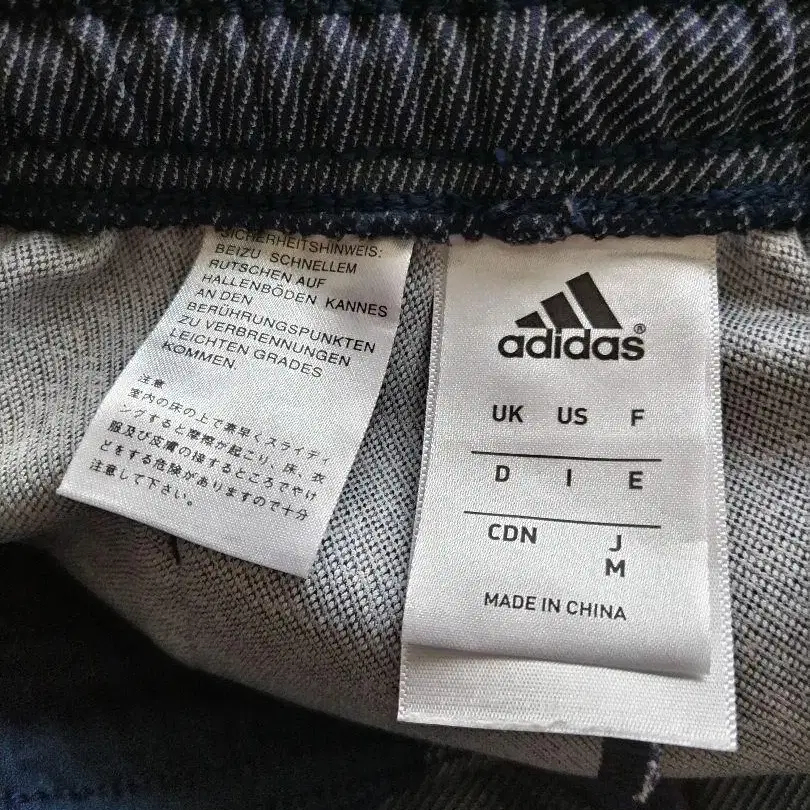 SICHERHEITSHINWEIS:
BEIZU SCHNELLEM
RUTSCHEN AUF
HALLENBÖDEN KANNES
AN DEN
BERÜHRUNGSPUNKTEN
ZU VERBRENNUNGEN
LEICHTEN GRADES
KOMMEN.
注意
室内の床の上で素早くスライディ
ングすると摩擦が起こり、床、衣
服及び皮膚の接するところでやけ
どをする危険がありますので十分
注意して下さい。
adidas®
UK US F
D I E
CDN J
M
MADE IN CHINA